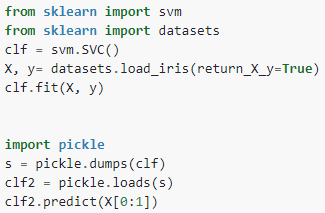 from sklearn import svm
from sklearn import datasets
clf = svm.SVC()
X, y= datasets.load_iris(return_X_y=True)
clf.fit(X, y)
import pickle
s = pickle.dumps(clf)
clf2 = pickle.loads(s)
clf2.predict(X[0:1])